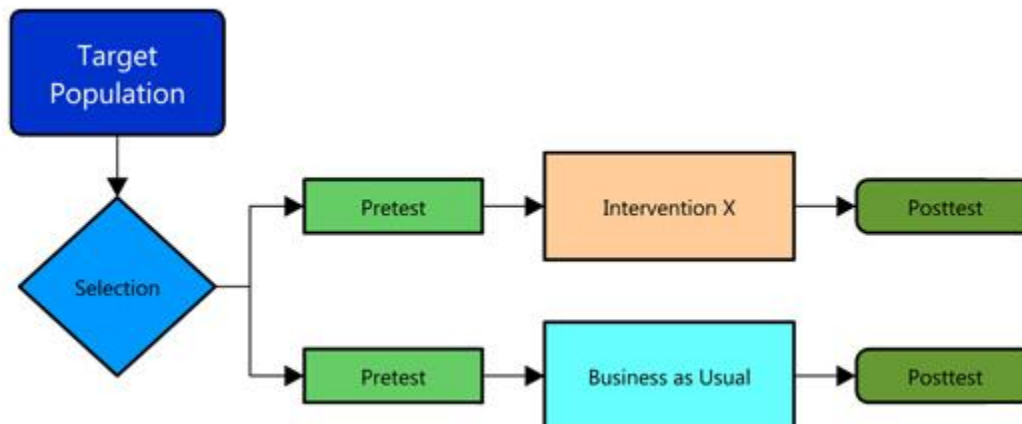 Target
Population
Selection
Pretest
Intervention X
Posttest
Pretest
Business as Usual
Posttest